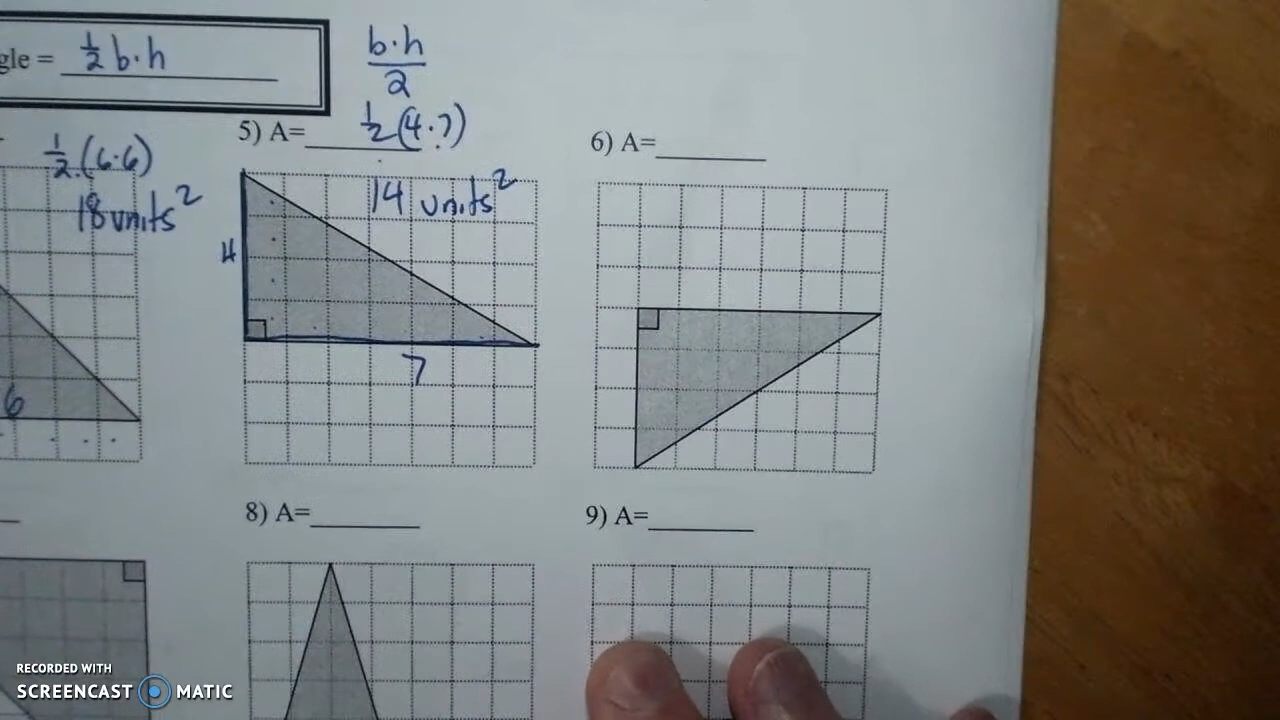 gle = ½ b·h
b·h
2
½ (6·6)
18 units²
5) A= ½ (4·7)
14 units²
6) A=
4
7
6
8) A=
9) A=
RECORDED WITH
SCREENCAST MATIC